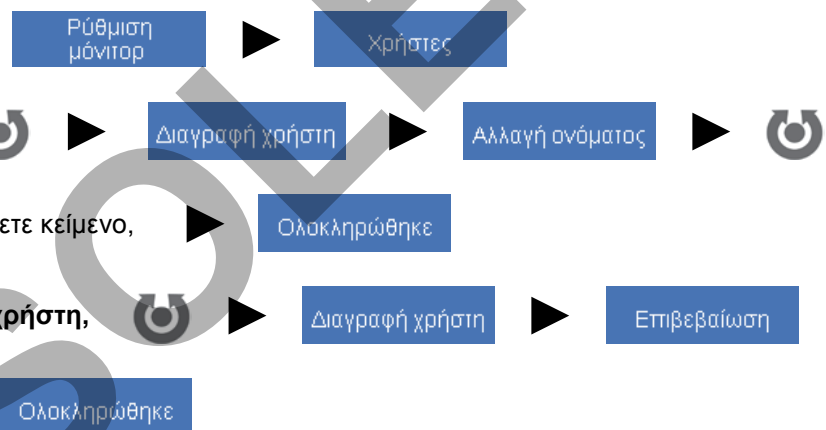 Ρύθμιση
μόνιτορ
Χρήστες
Διαγραφή χρήστη Αλλαγή ονόματος
ετε κείμενο, Ολοκληρώθηκε
χρήστη, Διαγραφή χρήστη Επιβεβαίωση
Ολοκληρώθηκε